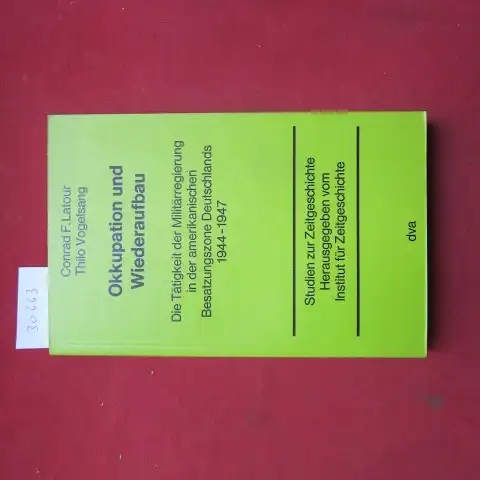 Conrad F. Latour
Thilo Vogelsang
Okkupation und
Wiederaufbau
Die Tätigkeit der Militärregierung
in der amerikanischen
Besatzungszone Deutschlands
1944-1947
Studien zur Zeitgeschichte
Herausgegeben vom
Institut für Zeitgeschichte
dva
30663